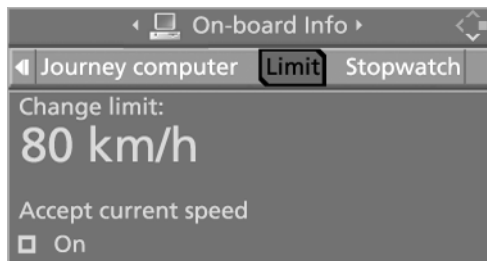 On-board Info
Journey computer Limit Stopwatch
Change limit:
80 km/h
Accept current speed
On